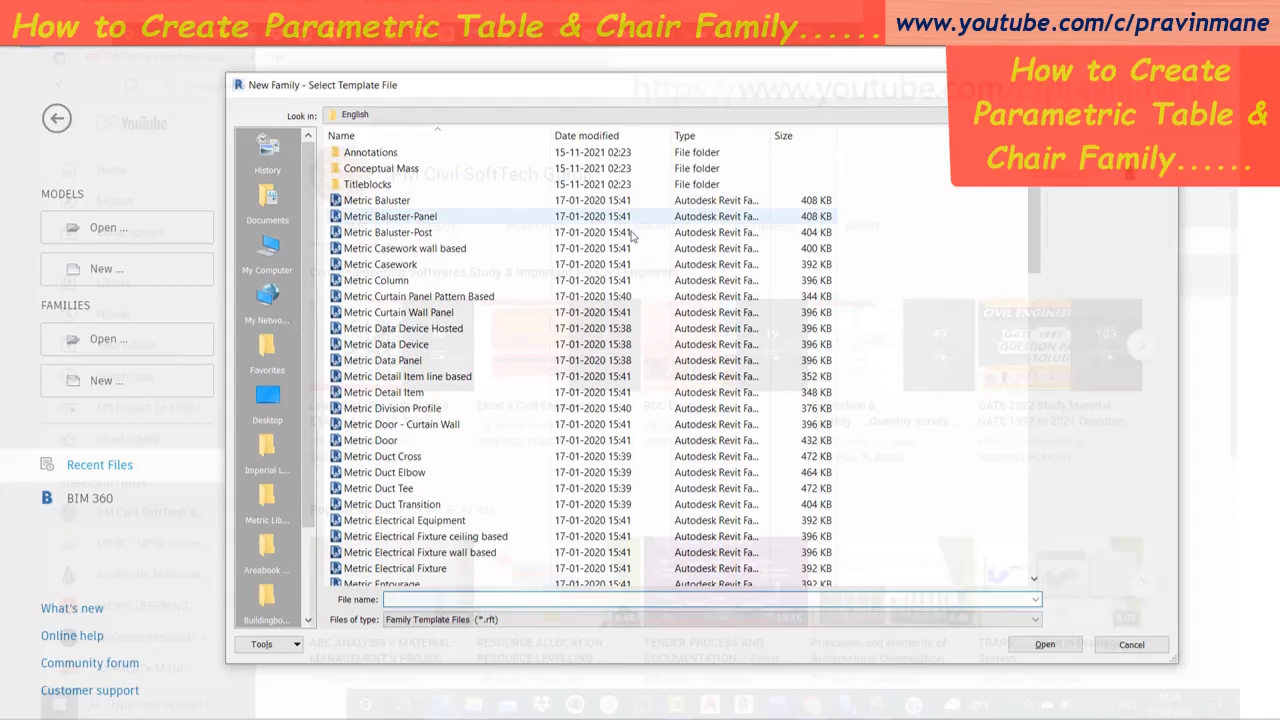 How to Create Parametric Table & Chair Family......
www.youtube.com/c/pravinmane
How to Create
Parametric Table &
Chair Family......
New Family - Select Template File
Look in: English
Name Date modified Type Size
Annotations 15-11-2021 02:23 File folder
Conceptual Mass 15-11-2021 02:23 File folder
Titleblocks 15-11-2021 02:23 File folder
Metric Baluster 17-01-2020 15:41 Autodesk Revit Fa... 408 KB
Metric Baluster-Panel 17-01-2020 15:41 Autodesk Revit Fa... 408 KB
Metric Baluster-Post 17-01-2020 15:41 Autodesk Revit Fa... 404 KB
Metric Casework wall based 17-01-2020 15:41 Autodesk Revit Fa... 400 KB
Metric Casework 17-01-2020 15:41 Autodesk Revit Fa... 392 KB
Metric Column 17-01-2020 15:41 Autodesk Revit Fa... 396 KB
Metric Curtain Panel Pattern Based 17-01-2020 15:40 Autodesk Revit Fa... 344 KB
Metric Curtain Wall Panel 17-01-2020 15:41 Autodesk Revit Fa... 396 KB
Metric Data Device Hosted 17-01-2020 15:38 Autodesk Revit Fa... 396 KB
Metric Data Device 17-01-2020 15:38 Autodesk Revit Fa... 396 KB
Metric Data Panel 17-01-2020 15:38 Autodesk Revit Fa... 396 KB
Metric Detail Item line based 17-01-2020 15:41 Autodesk Revit Fa... 352 KB
Metric Detail Item 17-01-2020 15:41 Autodesk Revit Fa... 348 KB
Metric Division Profile 17-01-2020 15:40 Autodesk Revit Fa... 376 KB
Metric Door - Curtain Wall 17-01-2020 15:41 Autodesk Revit Fa... 396 KB
Metric Door 17-01-2020 15:41 Autodesk Revit Fa... 432 KB
Metric Duct Cross 17-01-2020 15:39 Autodesk Revit Fa... 472 KB
Metric Duct Elbow 17-01-2020 15:39 Autodesk Revit Fa... 464 KB
Metric Duct Tee 17-01-2020 15:39 Autodesk Revit Fa... 472 KB
Metric Duct Transition 17-01-2020 15:39 Autodesk Revit Fa... 404 KB
Metric Electrical Equipment 17-01-2020 15:41 Autodesk Revit Fa... 392 KB
Metric Electrical Fixture ceiling based 17-01-2020 15:41 Autodesk Revit Fa... 392 KB
Metric Electrical Fixture wall based 17-01-2020 15:41 Autodesk Revit Fa... 392 KB
Metric Electrical Fixture 17-01-2020 15:41 Autodesk Revit Fa... 392 KB
Metric Entourage 17-01-2020 15:41 Autodesk Revit Fa... 392 KB
File name:
Files of type: Family Template Files (*.rft)
Tools Open Cancel
History
Documents
My Computer
My Netwo...
Favorites
Desktop
Imperial L...
Metric Lib...
Areabook ...
Buildingbo...
MODELS
Open ...
New ...
FAMILIES
Open ...
New ...
Recent Files
BIM 360
What's new
Online help
Community forum
Customer support